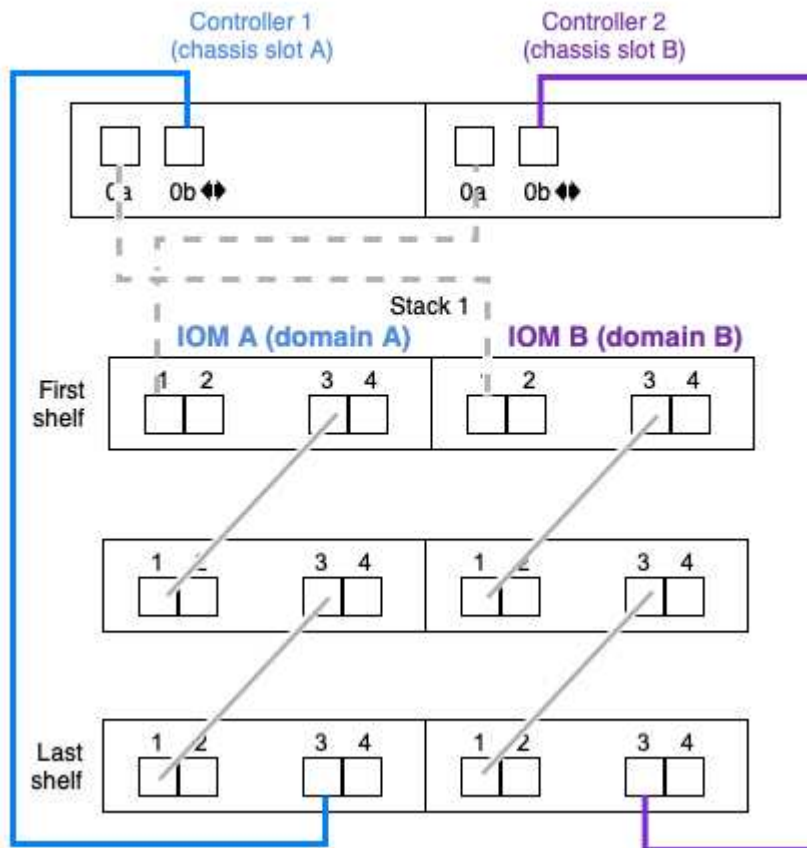 Controller 1
(chassis slot A)
Controller 2
(chassis slot B)
0a 0b
0a 0b
Stack 1
IOM A (domain A)
IOM B (domain B)
First
shelf
1 2 3 4
1 2 3 4
1 2 3 4
1 2 3 4
Last
shelf
1 2 3 4
1 2 3 4